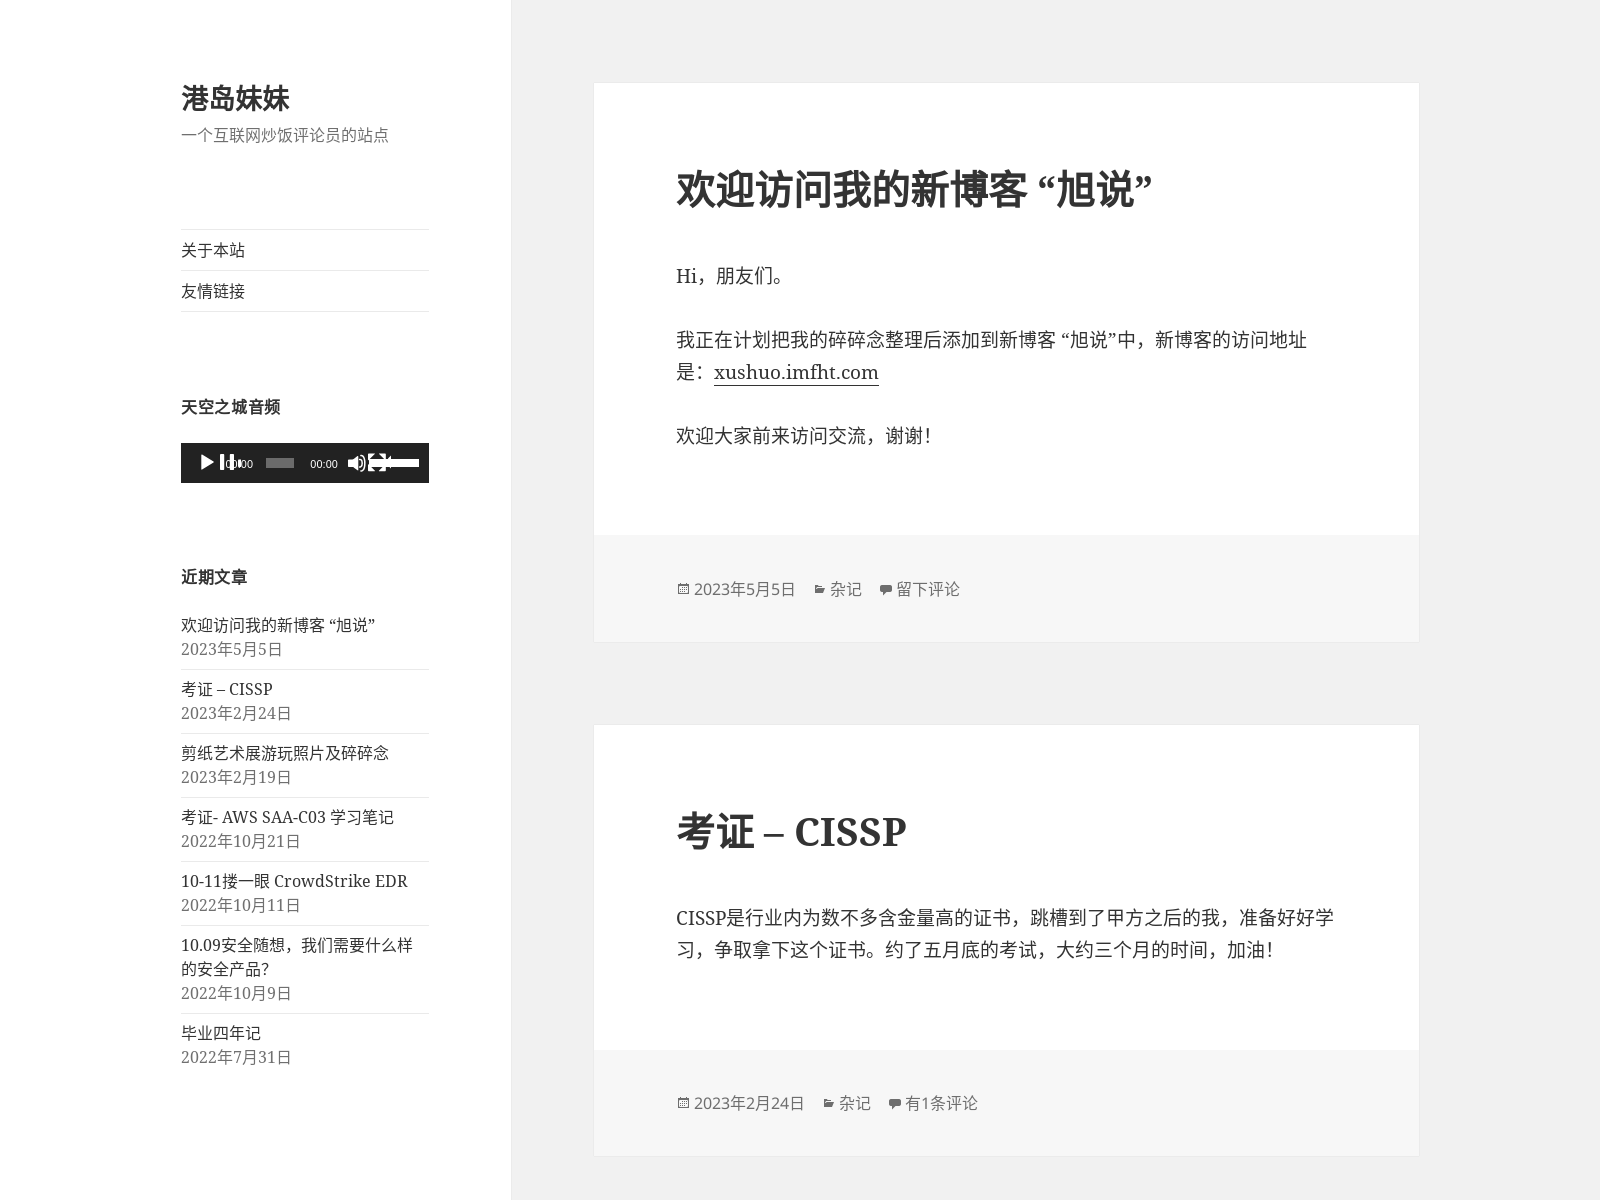 港岛妹妹
一个互联网炒饭评论员的站点
关于本站
友情链接
天空之城音频
00:00
00:00
近期文章
欢迎访问我的新博客 “旭说”
2023年5月5日
考证 – CISSP
2023年2月24日
剪纸艺术展游玩照片及碎碎念
2023年2月19日
考证- AWS SAA-C03 学习笔记
2022年10月21日
10-11搂一眼 CrowdStrike EDR
2022年10月11日
10.09安全随想，我们需要什么样
的安全产品？
2022年10月9日
毕业四年记
2022年7月31日
欢迎访问我的新博客 “旭说”
Hi，朋友们。
我正在计划把我的碎碎念整理后添加到新博客 “旭说”中，新博客的访问地址
是：xushuo.imfht.com
欢迎大家前来访问交流，谢谢！
2023年5月5日 杂记 留下评论
考证 – CISSP
CISSP是行业内为数不多含金量高的证书，跳槽到了甲方之后的我，准备好好学
习，争取拿下这个证书。约了五月底的考试，大约三个月的时间，加油！
2023年2月24日 杂记 有1条评论